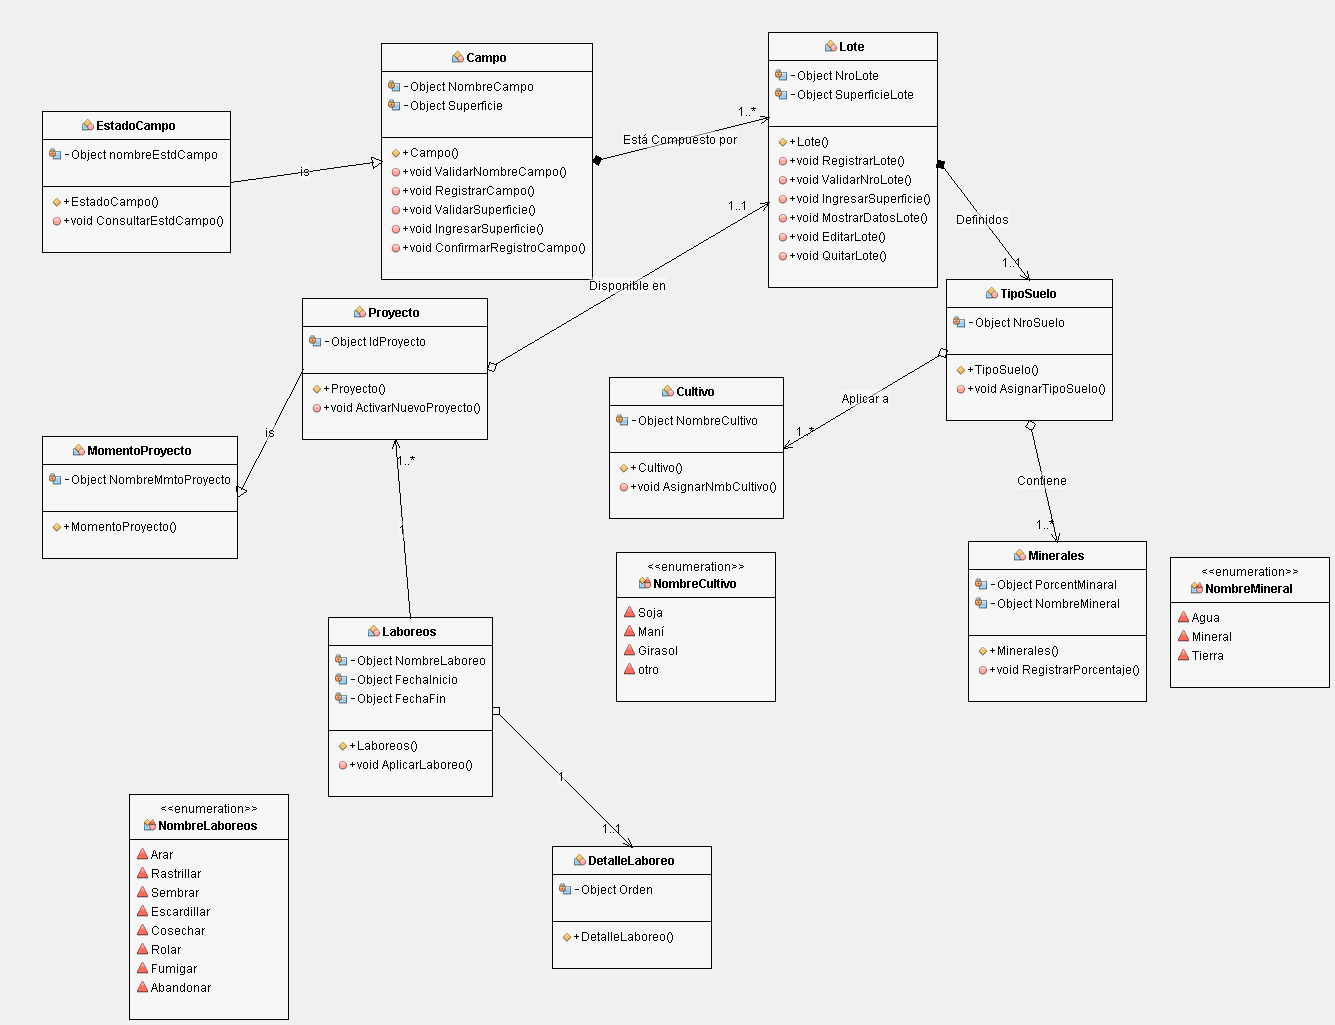 Campo
-Object NombreCampo
-Object Superficie
+Campo()
+void ValidarNombreCampo()
+void RegistrarCampo()
+void ValidarSuperficie()
+void IngresarSuperficie()
+void ConfirmarRegistroCampo()
Lote
-Object NroLote
-Object SuperficieLote
+Lote()
+void RegistrarLote()
+void ValidarNroLote()
+void IngresarSuperficie()
+void MostrarDatosLote()
+void EditarLote()
+void QuitarLote()
EstadoCampo
-Object nombreEstdCampo
+EstadoCampo()
+void ConsultarEstdCampo()
is
Está Compuesto por
1..*
1..1
Disponible en
Definidos
1..1
Proyecto
-Object IdProyecto
+Proyecto()
+void ActivarNuevoProyecto()
TipoSuelo
-Object NroSuelo
+TipoSuelo()
+void AsignarTipoSuelo()
Cultivo
-Object NombreCultivo
+Cultivo()
+void AsignarNmbCultivo()
Aplicar a
1..*
is
MomentoProyecto
-Object NombreMmtoProyecto
+MomentoProyecto()
1..*
1
Contiene
1..*
Minerales
-Object PorcentMinaral
-Object NombreMineral
+Minerales()
+void RegistrarPorcentaje()
<<enumeration>>
NombreCultivo
Soja
Maní
Girasol
otro
<<enumeration>>
NombreMineral
Agua
Mineral
Tierra
Laboreos
-Object NombreLaboreo
-Object FechaInicio
-Object FechaFin
+Laboreos()
+void AplicarLaboreo()
1
1..1
<<enumeration>>
NombreLaboreos
Arar
Rastrillar
Sembrar
Escardillar
Cosechar
Rolar
Fumigar
Abandonar
DetalleLaboreo
-Object Orden
+DetalleLaboreo()